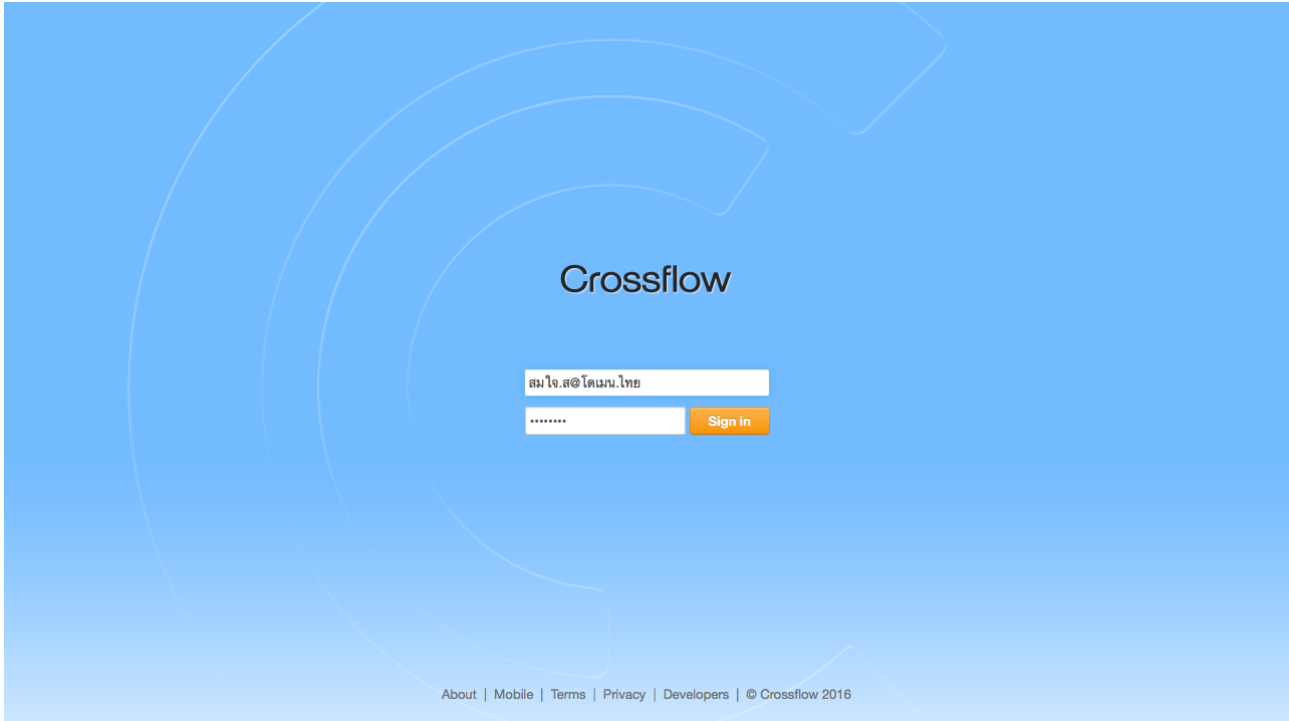 Crossflow
สมใจ.ส@โดเมน.ไทย
••••••••
Sign in
About | Mobile | Terms | Privacy | Developers | © Crossflow 2016